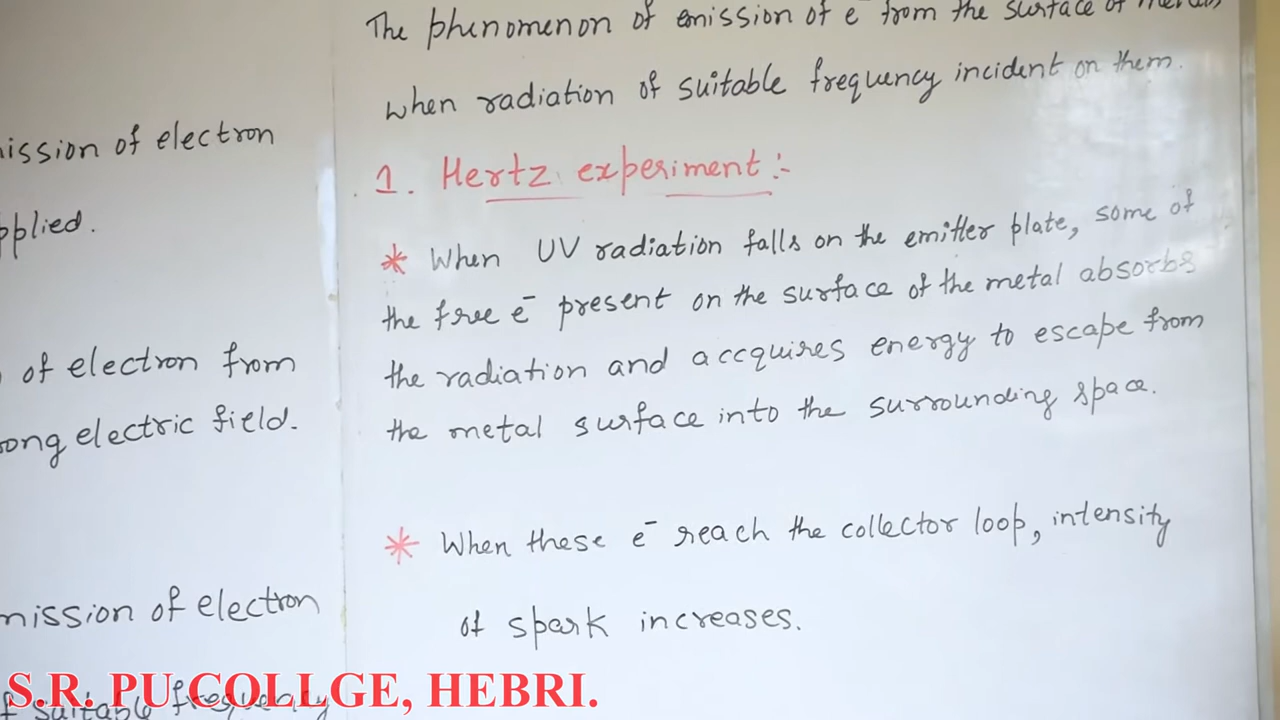 The phenomenon of emission of e⁻ from the surface of metals
when radiation of suitable frequency incident on them.
1. Hertz experiment :-
* When UV radiation falls on the emitter plate, some of
the free e⁻ present on the surface of the metal absorbs
the radiation and accquires energy to escape from
the metal surface into the surrounding space.
* When these e⁻ reach the collector loop, intensity
of spark increases.
ission of electron
pplied.
of electron from
ong electric field.
mission of electron
f suitable frequency
S.R. PU COLLGE, HEBRI.